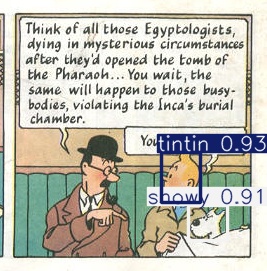 Think of all those Egyptologists,
dying in mysterious circumstances
after they'd opened the tomb of
the Pharaoh... You wait, the
same will happen to those busy-
bodies, violating the Inca's burial
chamber.
You
tintin 0.93
snowy 0.91